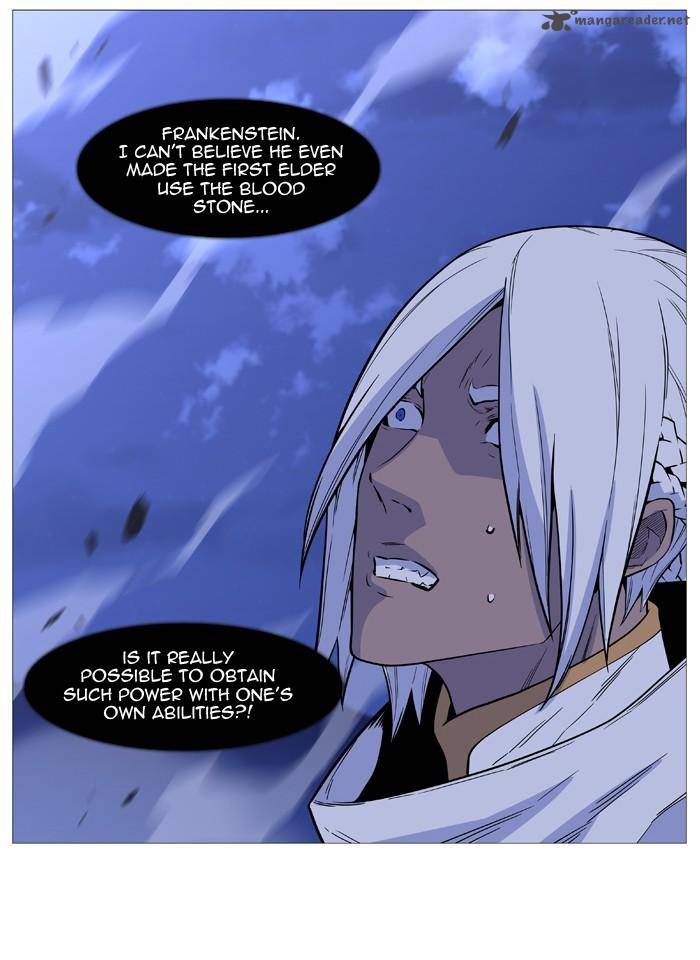 mangareader.net
FRANKENSTEIN.
I CAN'T BELIEVE HE EVEN
MADE THE FIRST ELDER
USE THE BLOOD
STONE...
IS IT REALLY
POSSIBLE TO OBTAIN
SUCH POWER WITH ONE'S
OWN ABILITIES?!